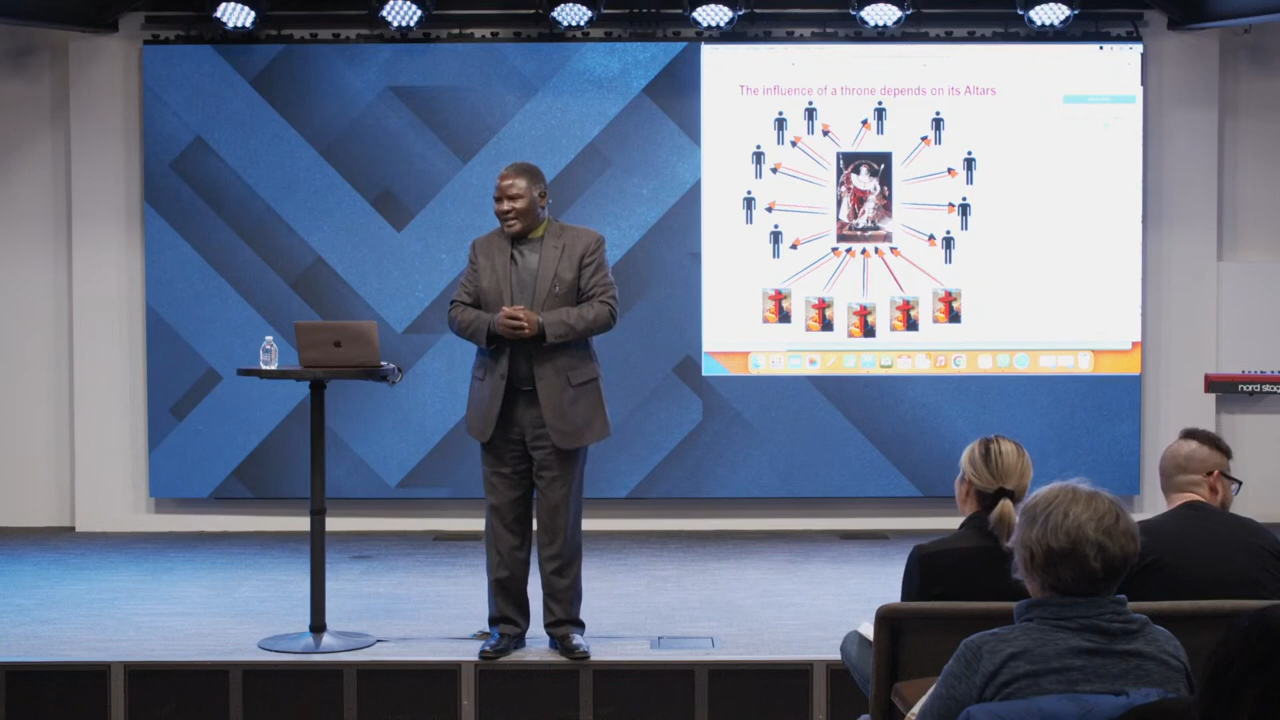 The influence of a throne depends on its Altars
nord stag